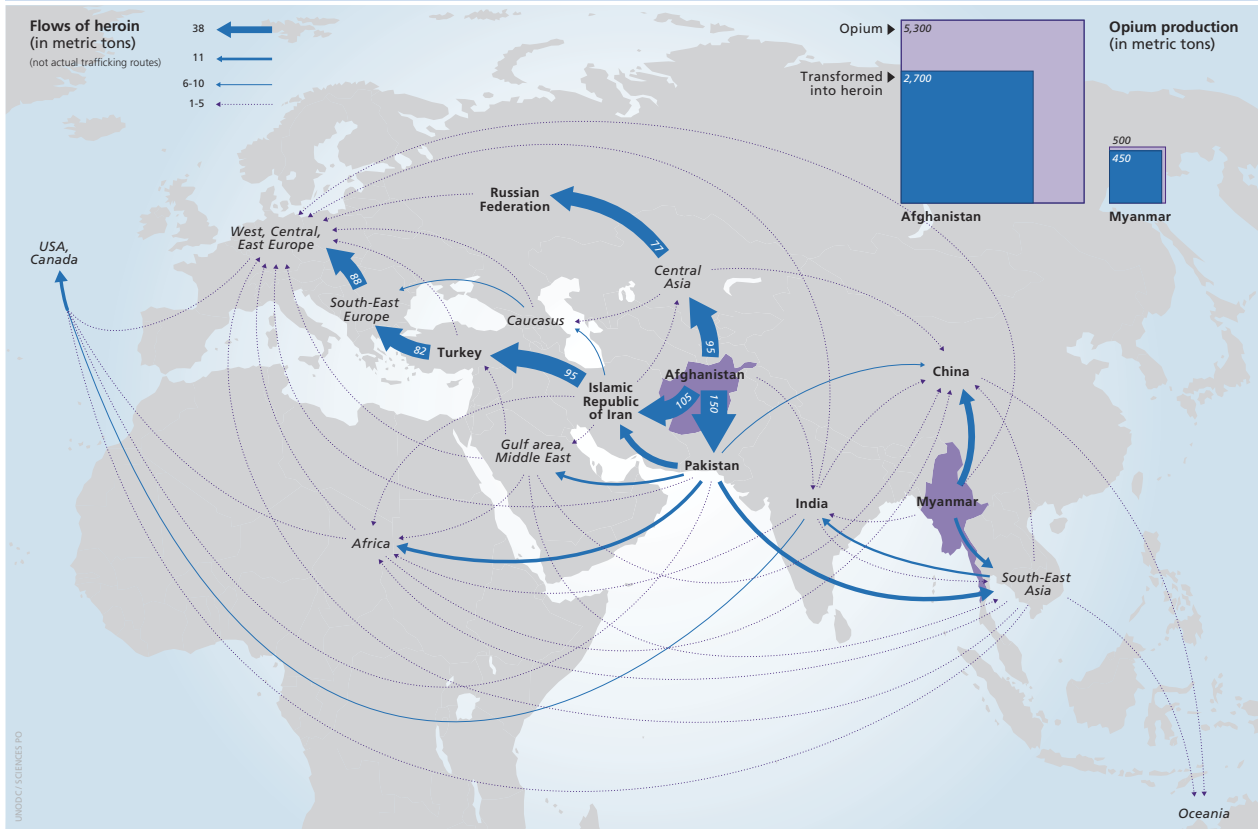 Flows of heroin
(in metric tons)
(not actual trafficking routes)
38
11
6-10
1-5
Opium
5,300
Transformed
into heroin
2,700
Afghanistan
Opium production
(in metric tons)
500
450
Myanmar
USA,
Canada
West, Central,
East Europe
88
South-East
Europe
82
Turkey
95
Caucasus
Russian
Federation
77
Central
Asia
95
Afghanistan
105
150
Islamic
Republic
of Iran
Gulf area,
Middle East
Pakistan
Africa
India
China
Myanmar
South-East
Asia
Oceania
UNODC / SCIENCES PO